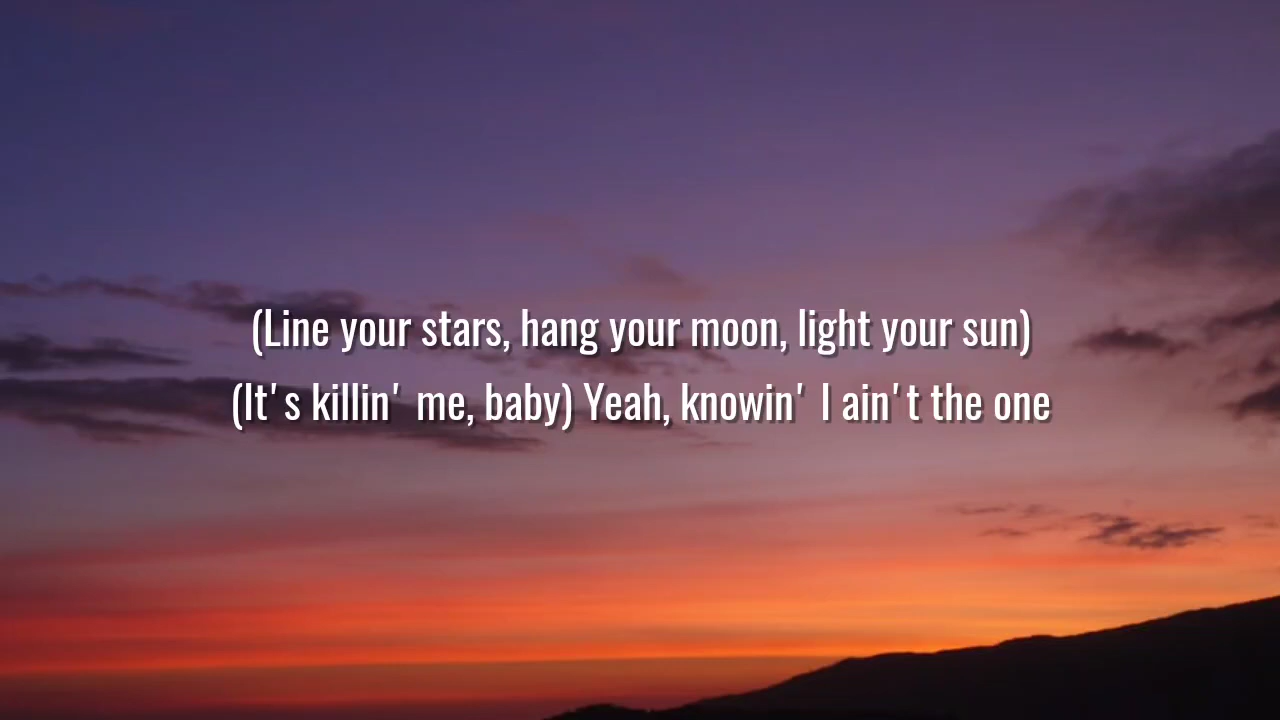 (Line your stars, hang your moon, light your sun)
(It's killin' me, baby) Yeah, knowin' I ain't the one